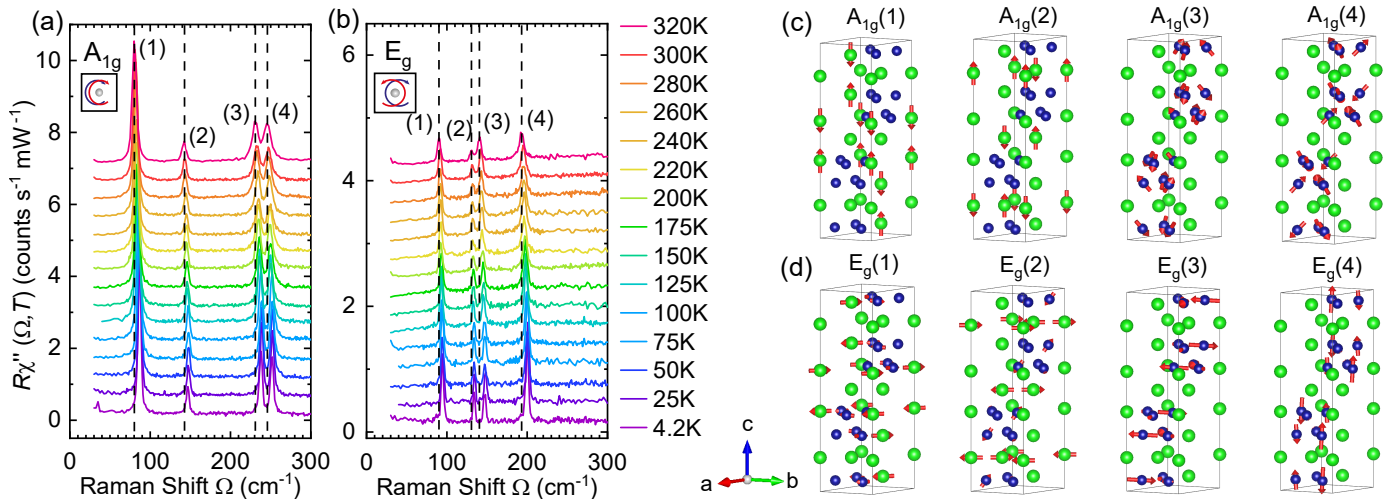 (a)
A1g
(1)
(2)
(3)
(4)
10
8
6
4
2
0
Rχ'' (Ω,T) (counts s⁻¹ mW⁻¹)
0
100
200
300
Raman Shift Ω (cm⁻¹)
(b)
Eg
(1)
(2)
(3)
(4)
6
4
2
0
0
100
200
300
Raman Shift Ω (cm⁻¹)
320K
300K
280K
260K
240K
220K
200K
175K
150K
125K
100K
75K
50K
25K
4.2K
(c)
A1g(1)
A1g(2)
A1g(3)
A1g(4)
(d)
Eg(1)
Eg(2)
Eg(3)
Eg(4)
c
a
b